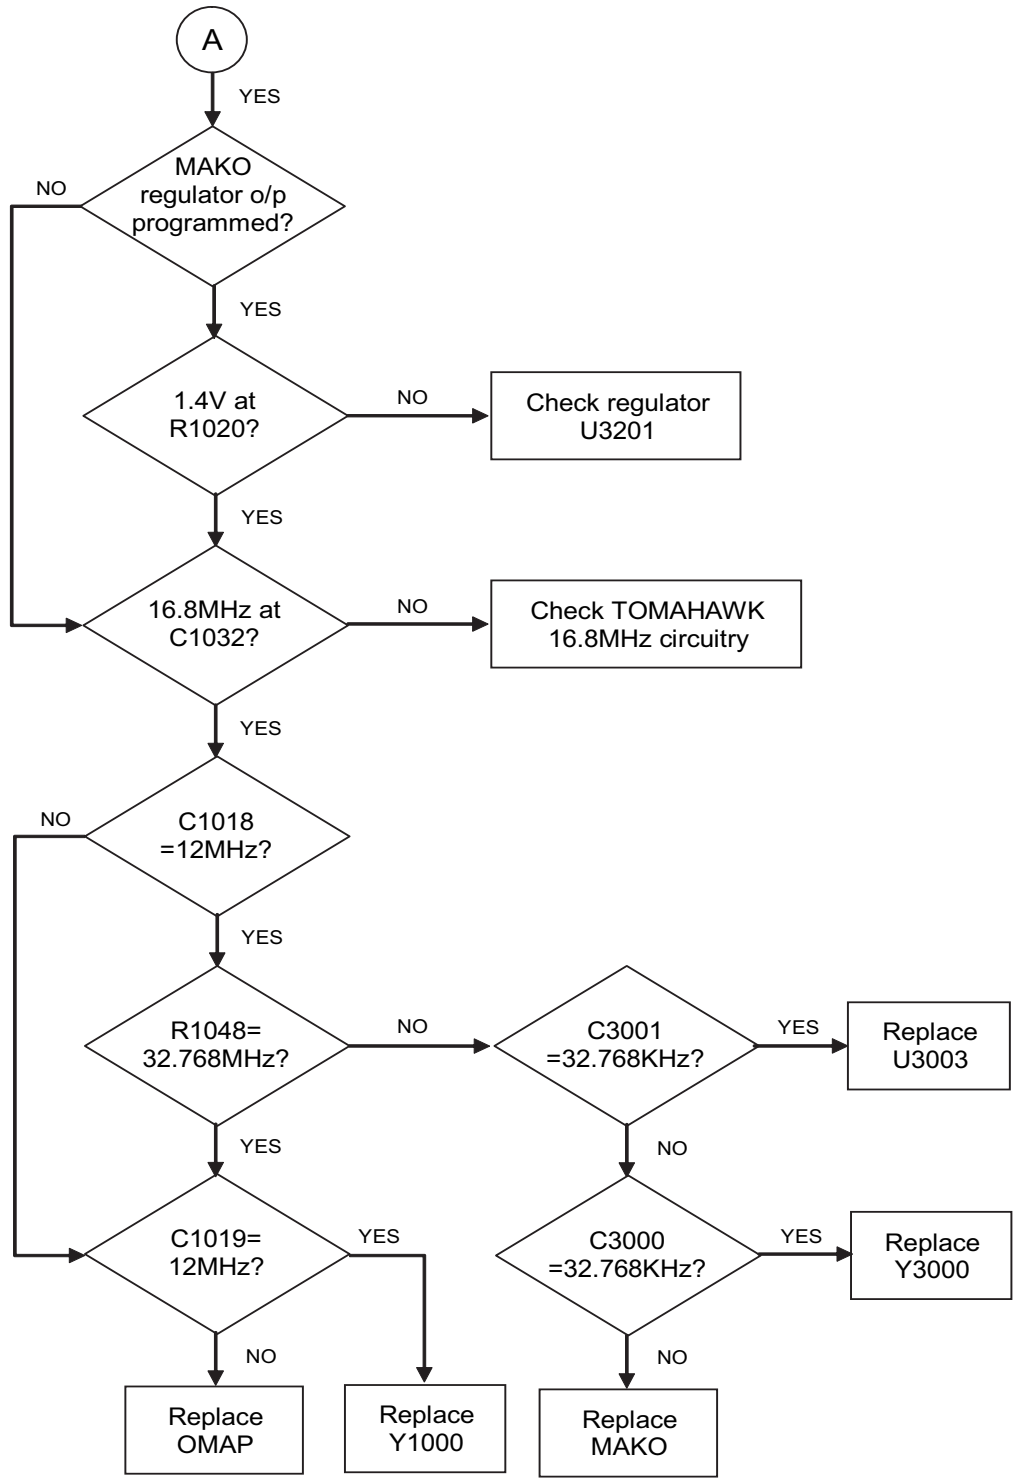 A
YES
MAKO
regulator o/p
programmed?
NO
YES
1.4V at
R1020?
NO
Check regulator
U3201
YES
16.8MHz at
C1032?
NO
Check TOMAHAWK
16.8MHz circuitry
YES
C1018
=12MHz?
NO
YES
R1048=
32.768MHz?
NO
C3001
=32.768KHz?
YES
Replace
U3003
YES
NO
C1019=
12MHz?
YES
C3000
=32.768KHz?
YES
Replace
Y3000
NO
NO
Replace
OMAP
Replace
Y1000
Replace
MAKO